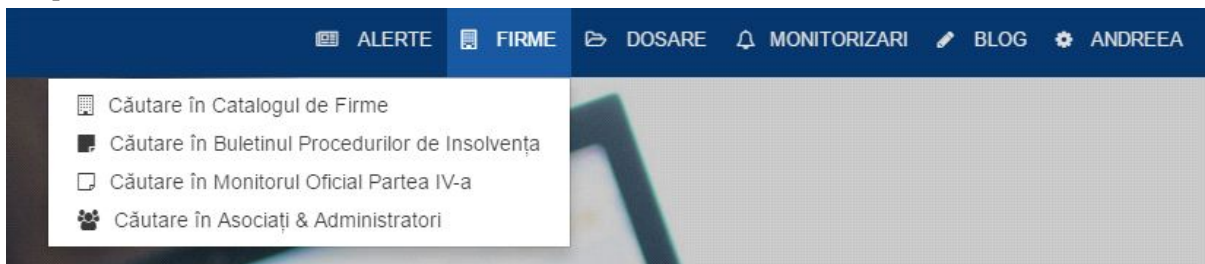 ALERTE FIRME DOSARE MONITORIZARI BLOG ANDREEA
Căutare în Catalogul de Firme
Căutare în Buletinul Procedurilor de Insolvența
Căutare în Monitorul Oficial Partea IV-a
Căutare în Asociați & Administratori